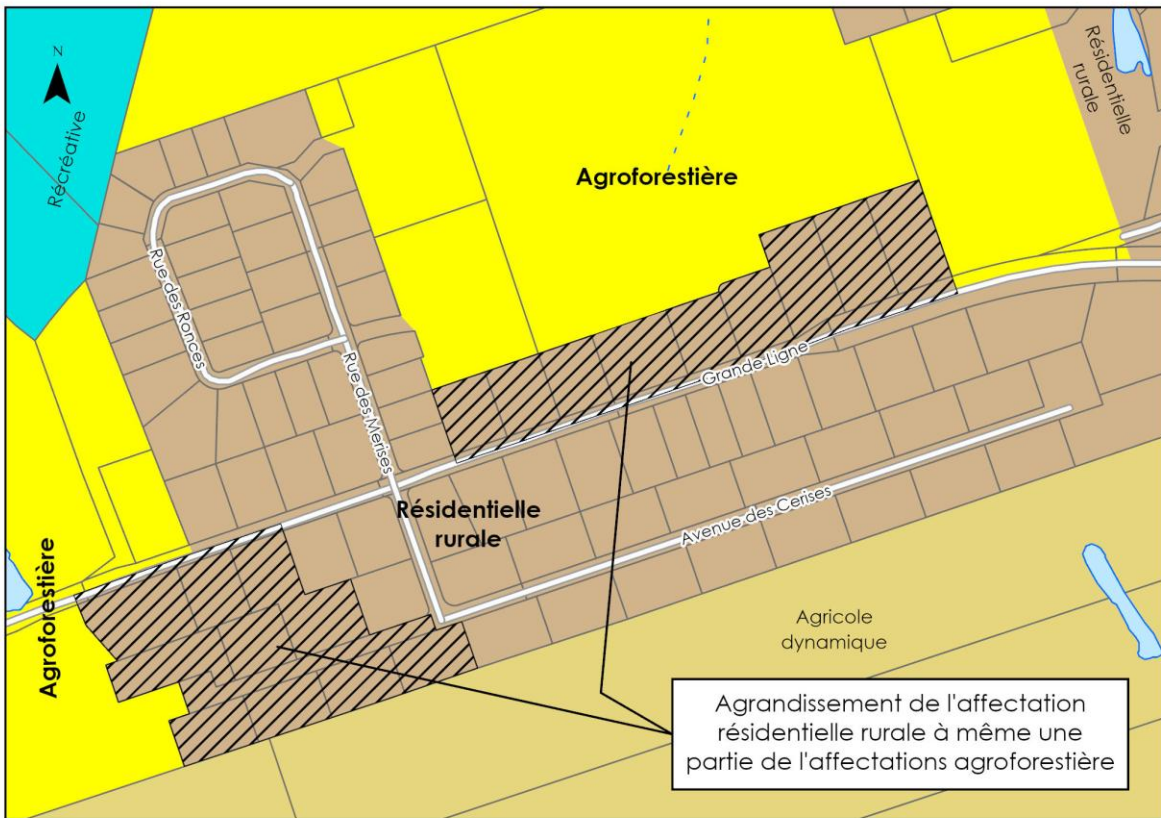 N
Récréative
Résidentielle
rurale
Agroforestière
Rue des Ronces
Rue des Merises
Grande Ligne
Résidentielle
rurale
Avenue des Cerises
Agroforestière
Agricole
dynamique
Agrandissement de l'affectation
résidentielle rurale à même une
partie de l'affectations agroforestière